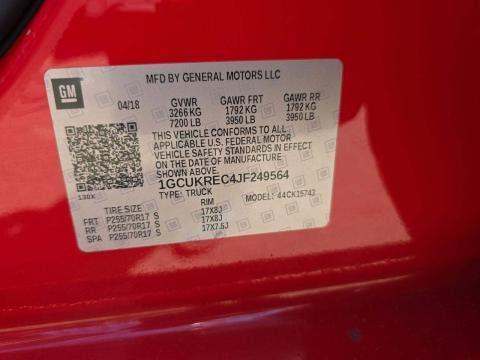 GM
MFD BY GENERAL MOTORS LLC
04/18 GVWR GAWR FRT GAWR RR
3266 KG 1792 KG 1792 KG
7200 LB 3950 LB 3950 LB
THIS VEHICLE CONFORMS TO ALL
APPLICABLE U.S. FEDERAL MOTOR
VEHICLE SAFETY STANDARDS IN EFFECT
ON THE DATE OF MANUFACTURE
SHOWN ABOVE.
1GCUKREC4JF249564
TYPE: TRUCK MODEL: 44CK15743
TIRE SIZE RIM
FRT P255/70R17 S 17X8J
RR P255/70R17 S 17X8J
SPA P255/70R17 S 17X7.5J